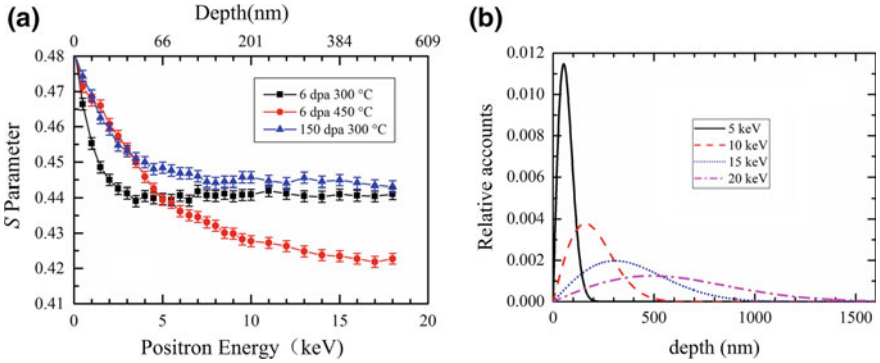 (a)
Depth(nm)
0 66 201 384 609
0.48
0.47
0.46
0.45
0.44
0.43
0.42
0.41
S Parameter
6 dpa 300 °C
6 dpa 450 °C
150 dpa 300 °C
0 5 10 15 20
Positron Energy (keV)
(b)
0.012
0.010
0.008
0.006
0.004
0.002
0.000
Relative accounts
5 keV
10 keV
15 keV
20 keV
0 500 1000 1500
depth (nm)